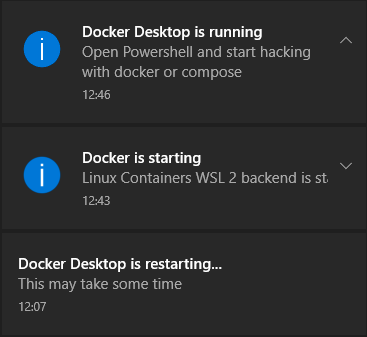 Docker Desktop is running
Open Powershell and start hacking
with docker or compose
12:46
Docker is starting
Linux Containers WSL 2 backend is sta
12:43
Docker Desktop is restarting...
This may take some time
12:07